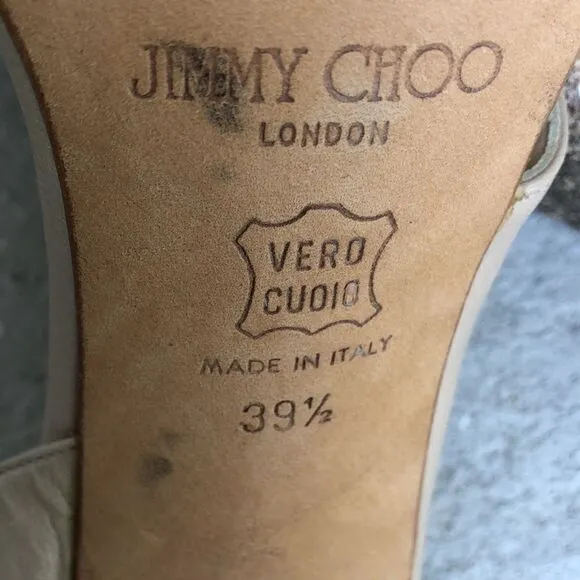 JIMMY CHOO
LONDON
VERO
CUOIO
MADE IN ITALY
39½